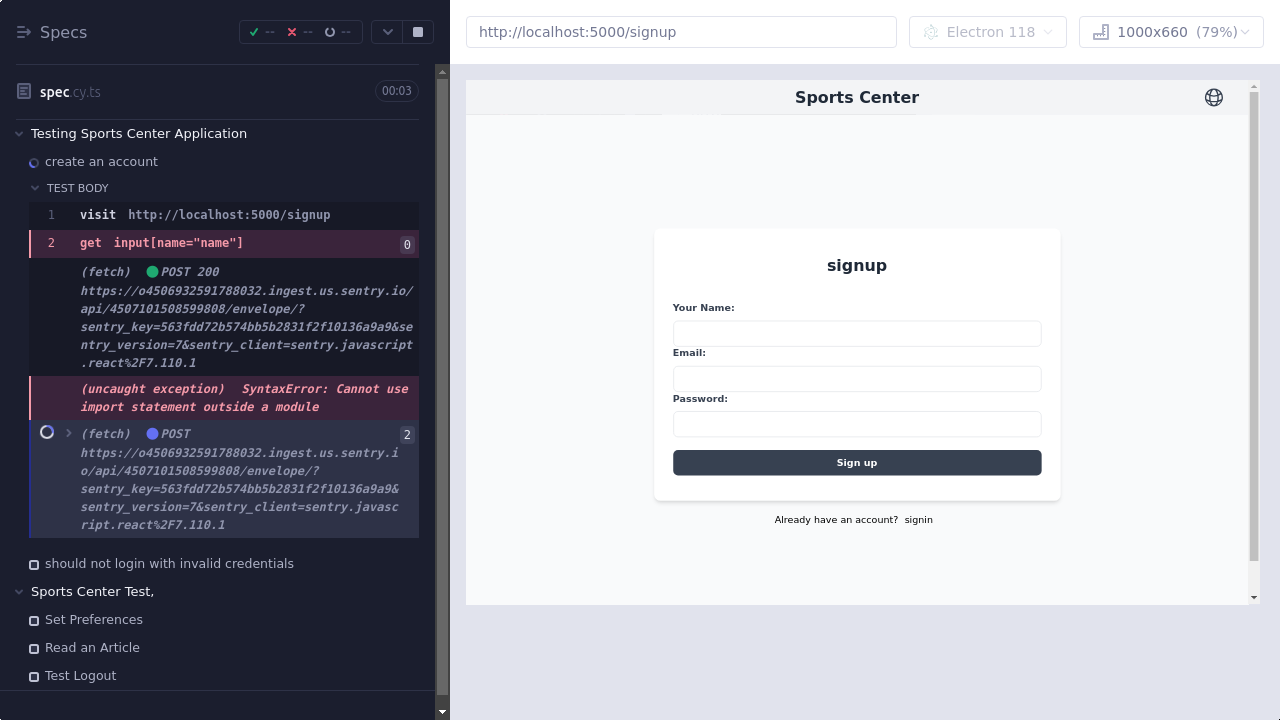 Specs
-- -- --
spec.cy.ts
00:03
Testing Sports Center Application
create an account
TEST BODY
1 visit http://localhost:5000/signup
2 get input[name="name"] 0
(fetch) POST 200
https://o4506932591788032.ingest.us.sentry.io/
api/4507101508599808/envelope/?
sentry_key=563fdd72b574bb5b2831f2f10136a9a9&se
ntry_version=7&sentry_client=sentry.javascript
.react%2F7.110.1
(uncaught exception) SyntaxError: Cannot use
import statement outside a module
(fetch) POST 2
https://o4506932591788032.ingest.us.sentry.i
o/api/4507101508599808/envelope/?
sentry_key=563fdd72b574bb5b2831f2f10136a9a9&
sentry_version=7&sentry_client=sentry.javasc
ript.react%2F7.110.1
should not login with invalid credentials
Sports Center Test,
Set Preferences
Read an Article
Test Logout
http://localhost:5000/signup
Electron 118
1000x660 (79%)
Sports Center
signup
Your Name:
Email:
Password:
Sign up
Already have an account? signin